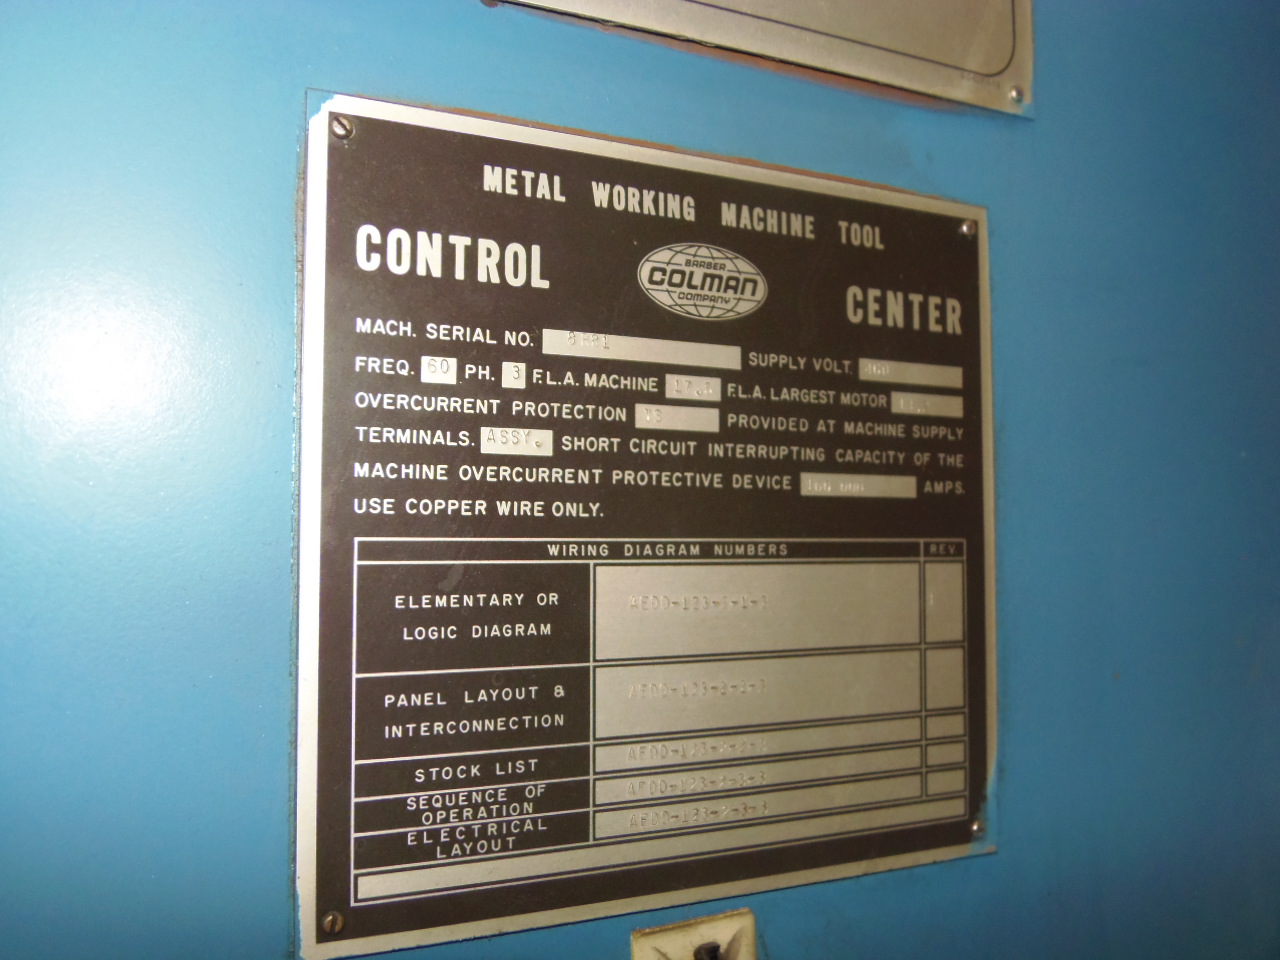 METAL WORKING MACHINE TOOL
CONTROL BARBER COLMAN COMPANY CENTER
MACH. SERIAL NO. SUPPLY VOLT. 460
FREQ. 60 PH. 3 F.L.A. MACHINE F.L.A. LARGEST MOTOR
OVERCURRENT PROTECTION IS PROVIDED AT MACHINE SUPPLY
TERMINALS. ASSY. SHORT CIRCUIT INTERRUPTING CAPACITY OF THE
MACHINE OVERCURRENT PROTECTIVE DEVICE AMPS.
USE COPPER WIRE ONLY.
WIRING DIAGRAM NUMBERS REV.
ELEMENTARY OR
LOGIC DIAGRAM
PANEL LAYOUT &
INTERCONNECTION
STOCK LIST
SEQUENCE OF
OPERATION
ELECTRICAL
LAYOUT